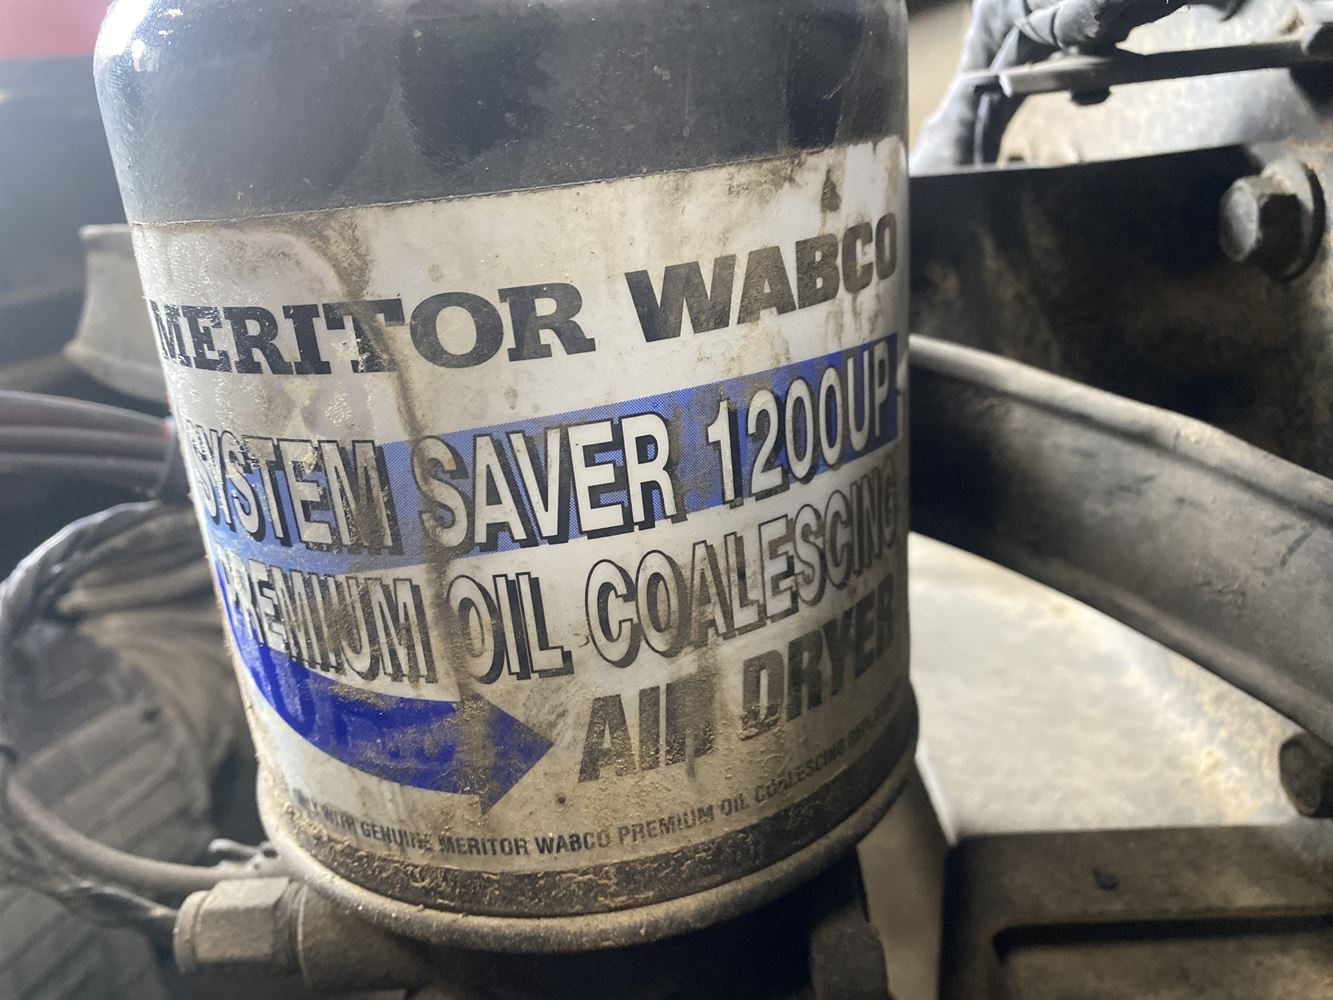 MERITOR WABCO
SYSTEM SAVER 1200UP
PREMIUM OIL COALESCING
AIR DRYER
WITH GENUINE MERITOR WABCO PREMIUM OIL COALESCING